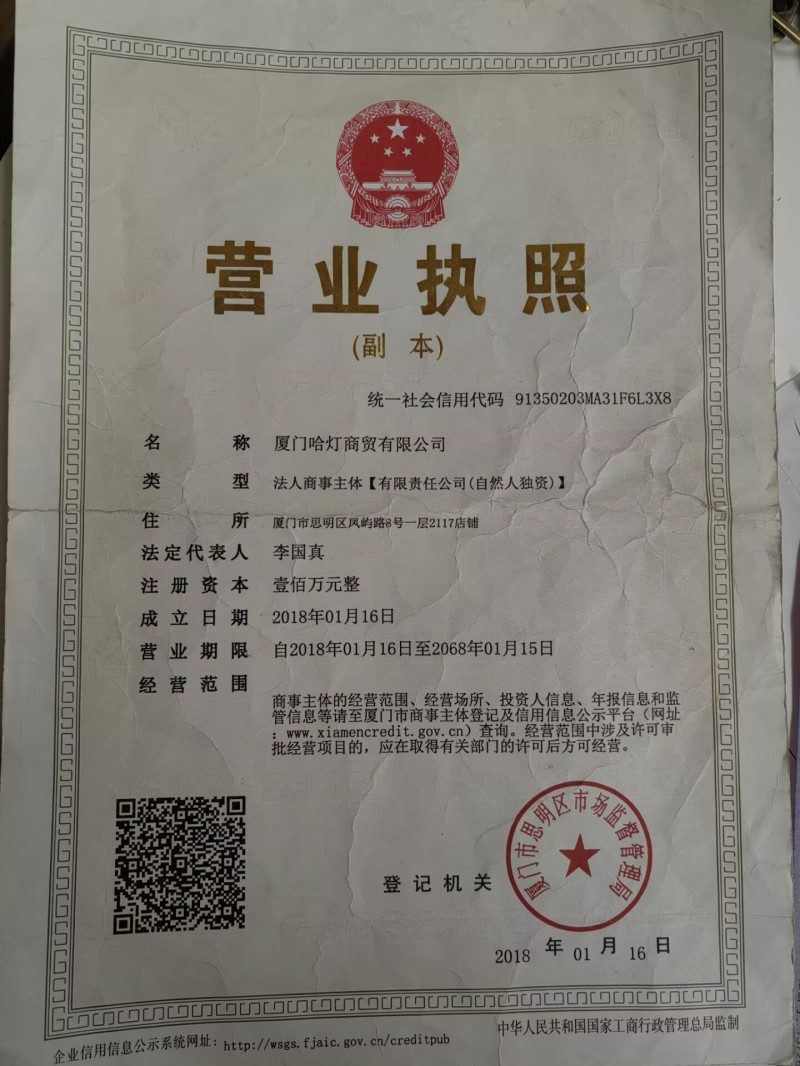 营业执照
(副 本)
统一社会信用代码 91350203MA31F6L3X8
名 称 厦门哈灯商贸有限公司
类 型 法人商事主体【有限责任公司(自然人独资)】
住 所 厦门市思明区凤屿路8号一层2117店铺
法定代表人 李国真
注册资本 壹佰万元整
成立日期 2018年01月16日
营业期限 自2018年01月16日至2068年01月15日
经营范围
商事主体的经营范围、经营场所、投资人信息、年报信息和监
管信息等请至厦门市商事主体登记及信用信息公示平台（网址
：www.xiamencredit.gov.cn）查询。经营范围中涉及许可审
批经营项目的，应在取得有关部门的许可后方可经营。
厦门市思明区市场监督管理局
登记机关
2018 年 01 月 16 日
企业信用信息公示系统网址：http://wsgs.fjaic.gov.cn/creditpub
中华人民共和国国家工商行政管理总局监制